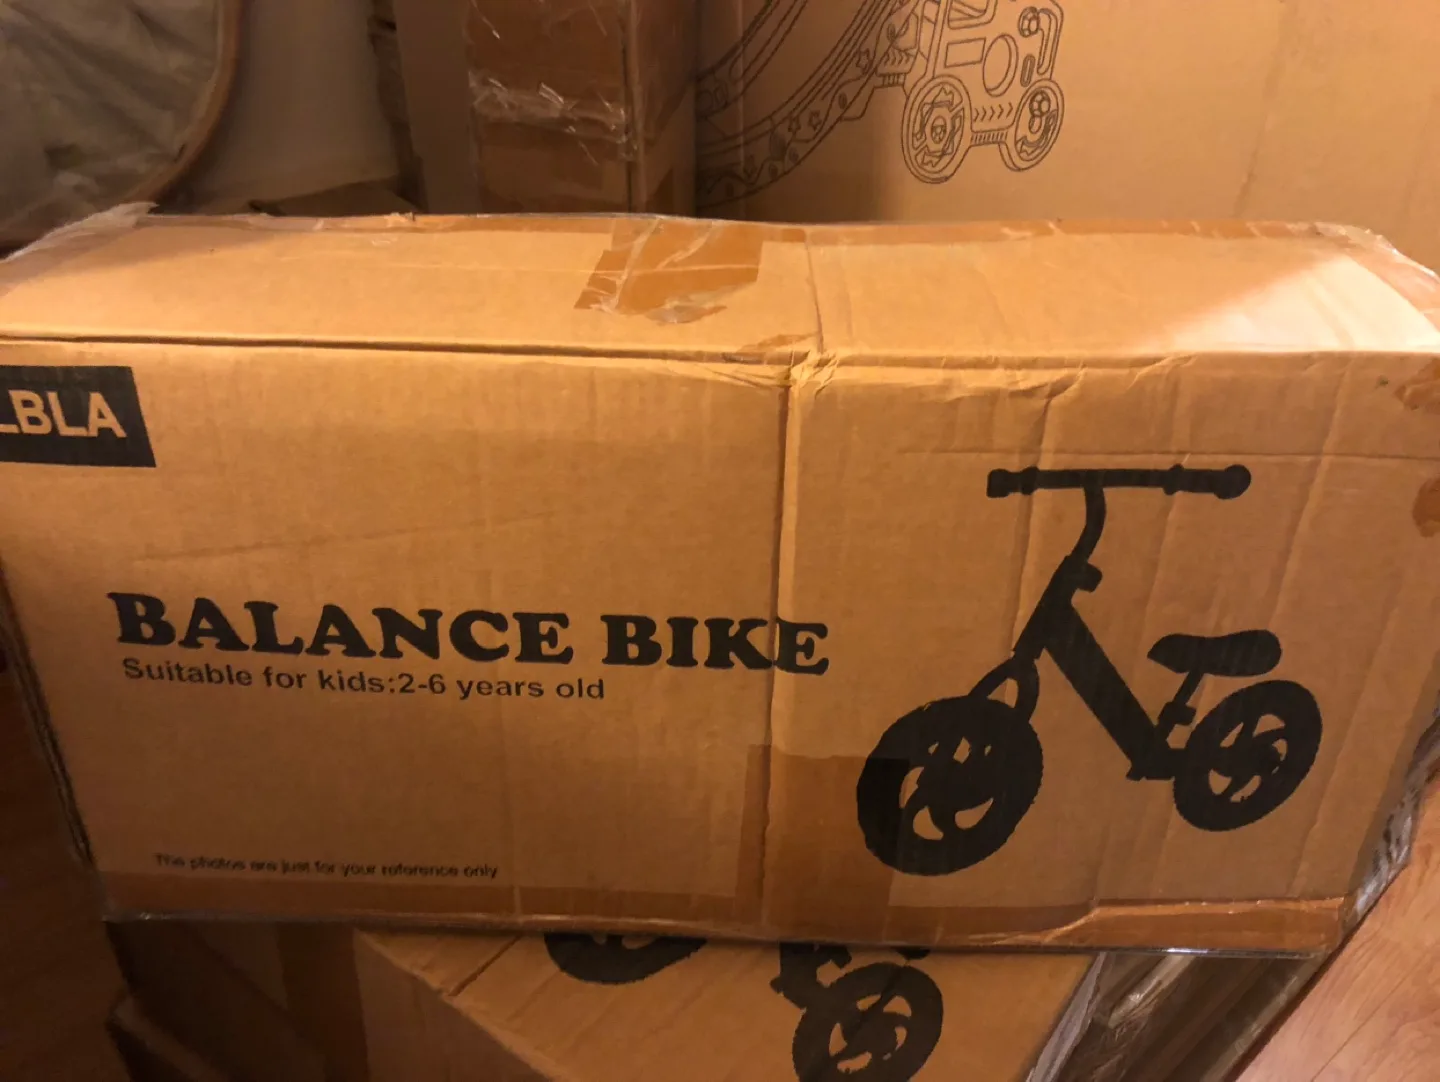 LBLA
BALANCE BIKE
Suitable for kids:2-6 years old
The photos are just for your reference only